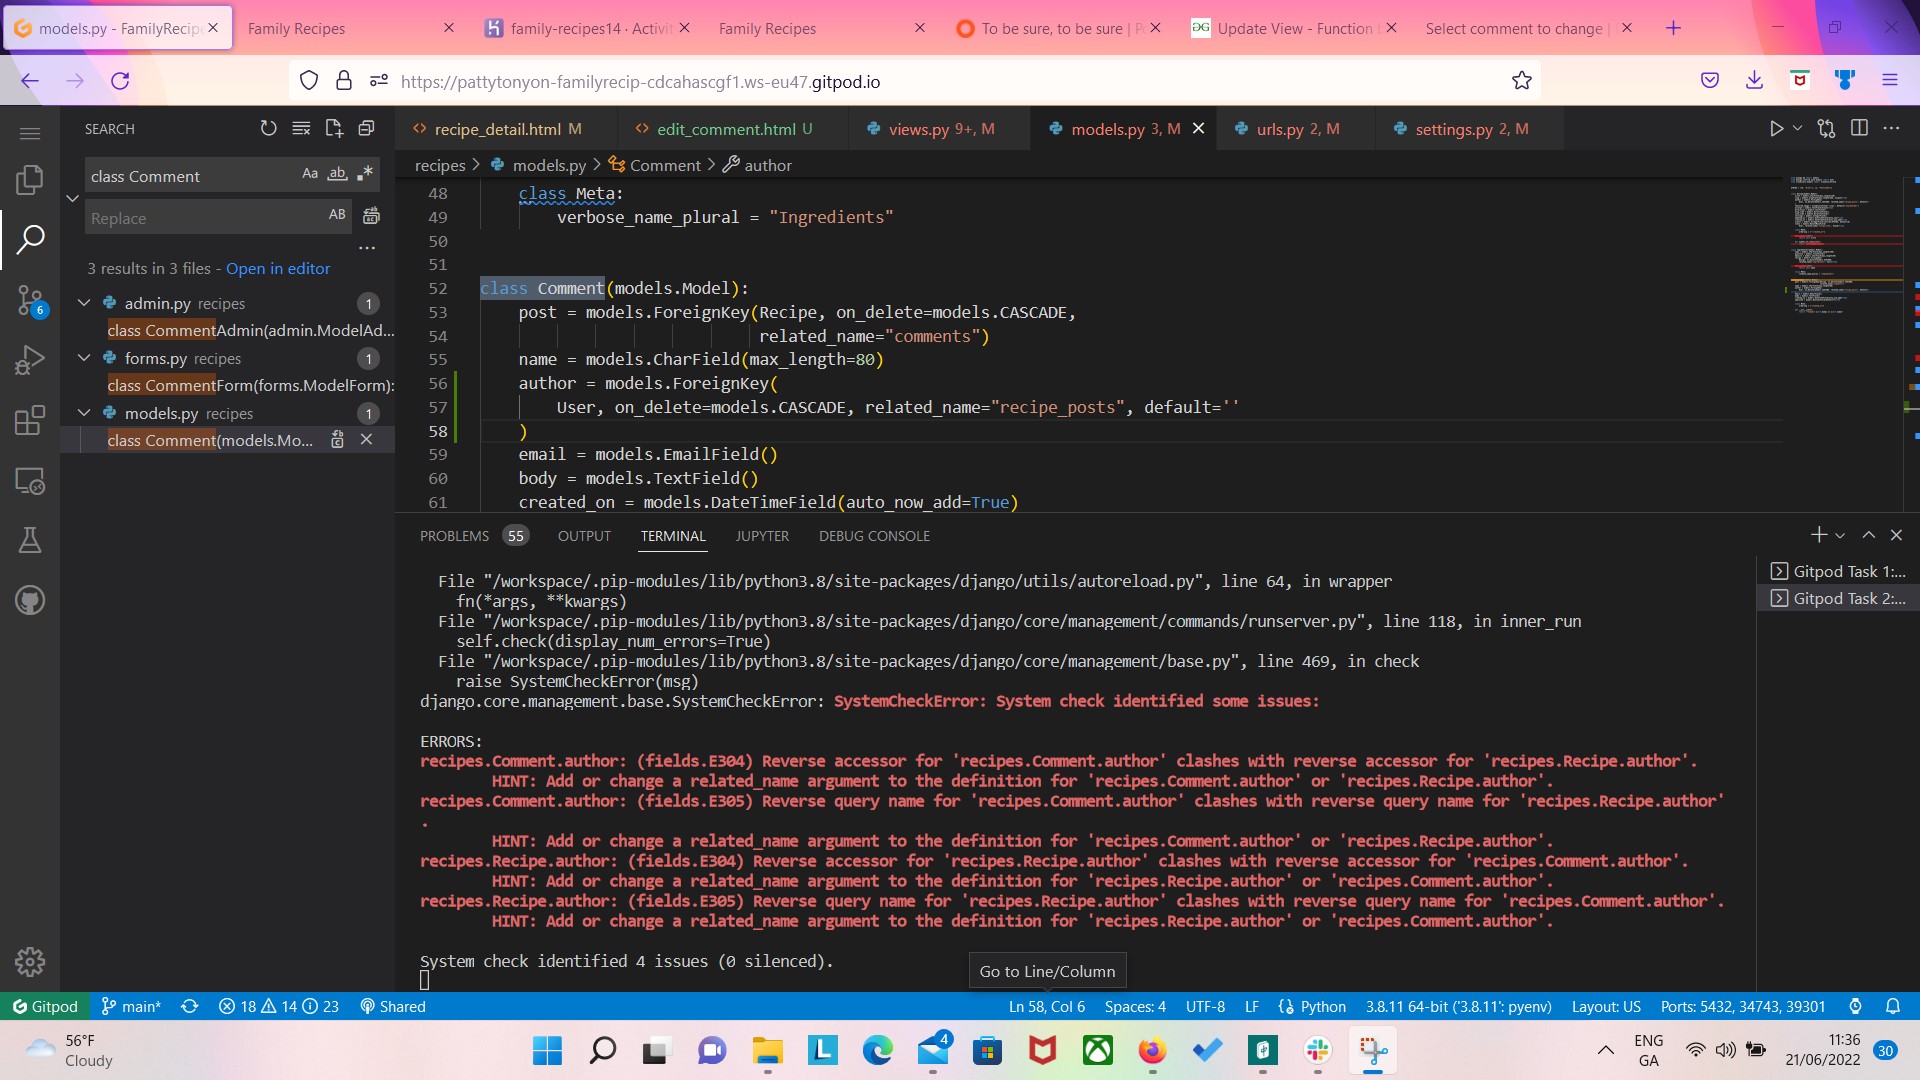 models.py - FamilyRecip
Family Recipes
family-recipes14 · Activi
Family Recipes
To be sure, to be sure | P
Update View - Function
Select comment to change |
https://pattytonyon-familyrecip-cdcahascgf1.ws-eu47.gitpod.io
SEARCH
class Comment
Aa
ab
Replace
AB
3 results in 3 files - Open in editor
admin.py recipes 1
class CommentAdmin(admin.ModelAd...
forms.py recipes 1
class CommentForm(forms.ModelForm):
models.py recipes 1
class Comment(models.Mo...
6
recipe_detail.html M
edit_comment.html U
views.py 9+, M
models.py 3, M
urls.py 2, M
settings.py 2, M
recipes > models.py > Comment > author
48 class Meta:
49 verbose_name_plural = "Ingredients"
50
51
52 class Comment(models.Model):
53 post = models.ForeignKey(Recipe, on_delete=models.CASCADE,
54 related_name="comments")
55 name = models.CharField(max_length=80)
56 author = models.ForeignKey(
57 User, on_delete=models.CASCADE, related_name="recipe_posts", default=''
58 )
59 email = models.EmailField()
60 body = models.TextField()
61 created_on = models.DateTimeField(auto_now_add=True)
PROBLEMS 55 OUTPUT TERMINAL JUPYTER DEBUG CONSOLE
File "/workspace/.pip-modules/lib/python3.8/site-packages/django/utils/autoreload.py", line 64, in wrapper
fn(*args, **kwargs)
File "/workspace/.pip-modules/lib/python3.8/site-packages/django/core/management/commands/runserver.py", line 118, in inner_run
self.check(display_num_errors=True)
File "/workspace/.pip-modules/lib/python3.8/site-packages/django/core/management/base.py", line 469, in check
raise SystemCheckError(msg)
django.core.management.base.SystemCheckError: SystemCheckError: System check identified some issues:
ERRORS:
recipes.Comment.author: (fields.E304) Reverse accessor for 'recipes.Comment.author' clashes with reverse accessor for 'recipes.Recipe.author'.
HINT: Add or change a related_name argument to the definition for 'recipes.Comment.author' or 'recipes.Recipe.author'.
recipes.Comment.author: (fields.E305) Reverse query name for 'recipes.Comment.author' clashes with reverse query name for 'recipes.Recipe.author'
.
HINT: Add or change a related_name argument to the definition for 'recipes.Comment.author' or 'recipes.Recipe.author'.
recipes.Recipe.author: (fields.E304) Reverse accessor for 'recipes.Recipe.author' clashes with reverse accessor for 'recipes.Comment.author'.
HINT: Add or change a related_name argument to the definition for 'recipes.Recipe.author' or 'recipes.Comment.author'.
recipes.Recipe.author: (fields.E305) Reverse query name for 'recipes.Recipe.author' clashes with reverse query name for 'recipes.Comment.author'.
HINT: Add or change a related_name argument to the definition for 'recipes.Recipe.author' or 'recipes.Comment.author'.
System check identified 4 issues (0 silenced).
Gitpod Task 1:...
Gitpod Task 2:...
Go to Line/Column
Gitpod main* 18 14 23 Shared
Ln 58, Col 6 Spaces: 4 UTF-8 LF Python 3.8.11 64-bit ('3.8.11': pyenv) Layout: US Ports: 5432, 34743, 39301
56°F
Cloudy
L
4
ENG
GA
11:36
21/06/2022
30